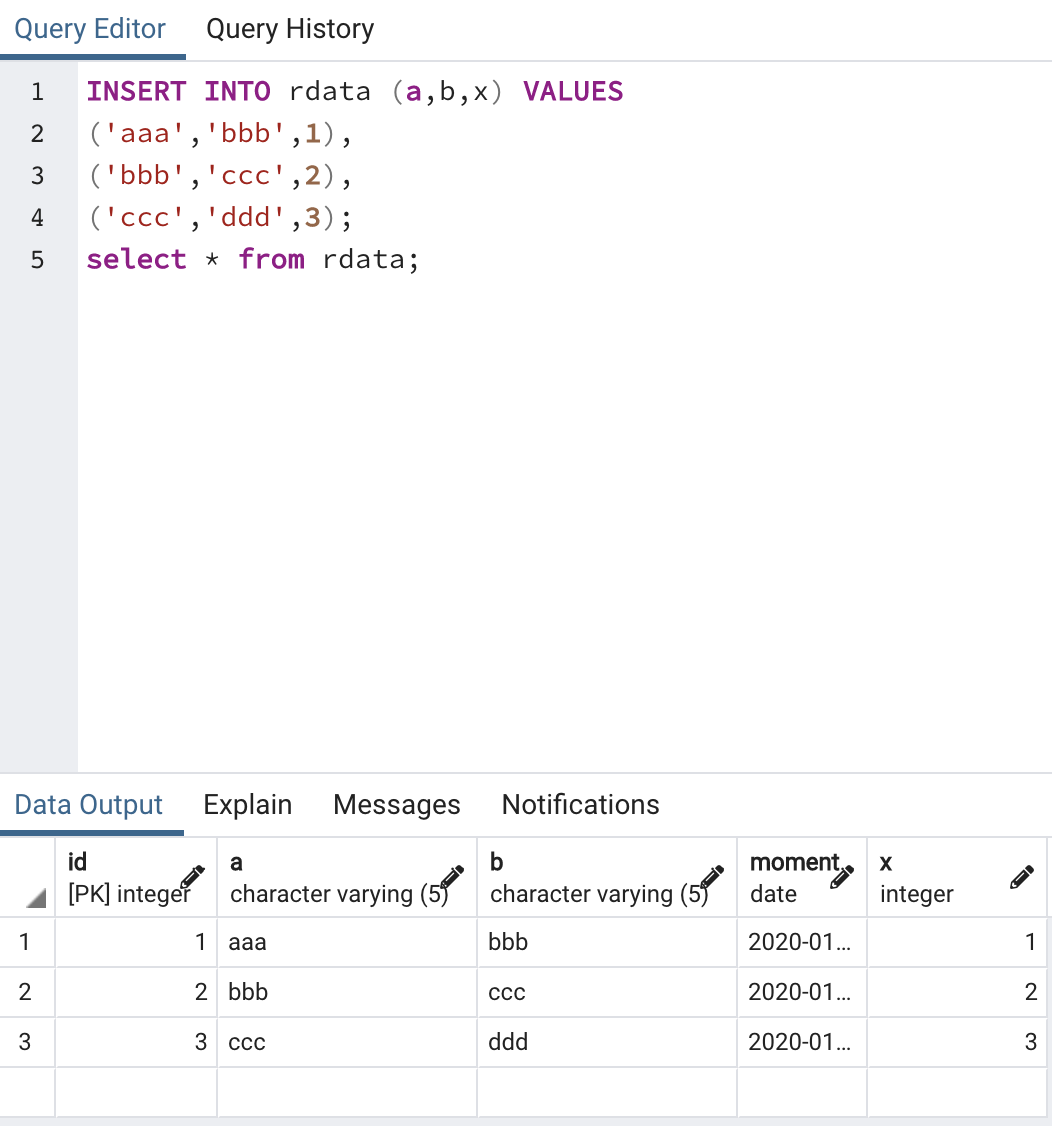 Query Editor Query History
1 INSERT INTO rdata (a,b,x) VALUES
2 ('aaa','bbb',1),
3 ('bbb','ccc',2),
4 ('ccc','ddd',3);
5 select * from rdata;
Data Output Explain Messages Notifications
id a b moment x
[PK] integer character varying (5) character varying (5) date integer
1 1 aaa bbb 2020-01... 1
2 2 bbb ccc 2020-01... 2
3 3 ccc ddd 2020-01... 3